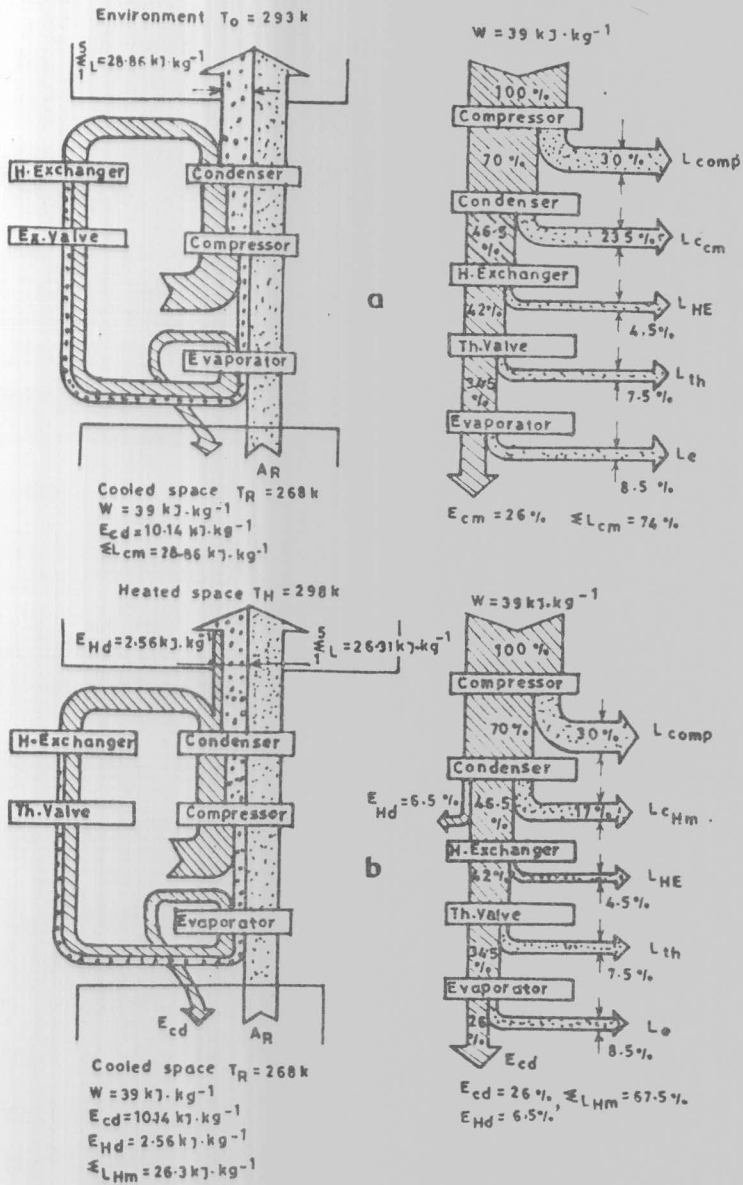 Environment To = 293 k
5 Σ 1 L = 28.86 kJ.kg-1
H.Exchanger
Condenser
Ex.Valve
Compressor
Evaporator
AR
Cooled space TR = 268 k
W = 39 kJ.kg-1
Ecd = 10.14 kJ.kg-1
ΣLcm = 28.86 kJ.kg-1
a
W = 39 kJ.kg-1
100 %
Compressor
70 %
30 %
Lcomp
Condenser
46.5 %
23.5 %
Lccm
H.Exchanger
42 %
LHE
4.5 %
Th.Valve
34.5 %
Lth
7.5 %
Evaporator
Le
8.5 %
Ecm = 26 % ΣLcm = 74 %
Heated space TH = 298 k
EHd = 2.56 kJ.kg-1
5 Σ 1 L = 26.31 kJ.kg-1
H.Exchanger
Condenser
Th.Valve
Compressor
Evaporator
Ecd
AR
Cooled space TR = 268 k
W = 39 kJ.kg-1
Ecd = 10.14 kJ.kg-1
EHd = 2.56 kJ.kg-1
ΣLHm = 26.3 kJ.kg-1
b
W = 39 kJ.kg-1
100 %
Compressor
70 %
30 %
Lcomp
Condenser
EHd = 6.5 %
46.5 %
17 %
LcHm
H.Exchanger
42 %
LHE
4.5 %
Th.Valve
34.5 %
Lth
7.5 %
Evaporator
26 %
Le
8.5 %
Ecd
Ecd = 26 %, ΣLHm = 67.5 %
EHd = 6.5 %